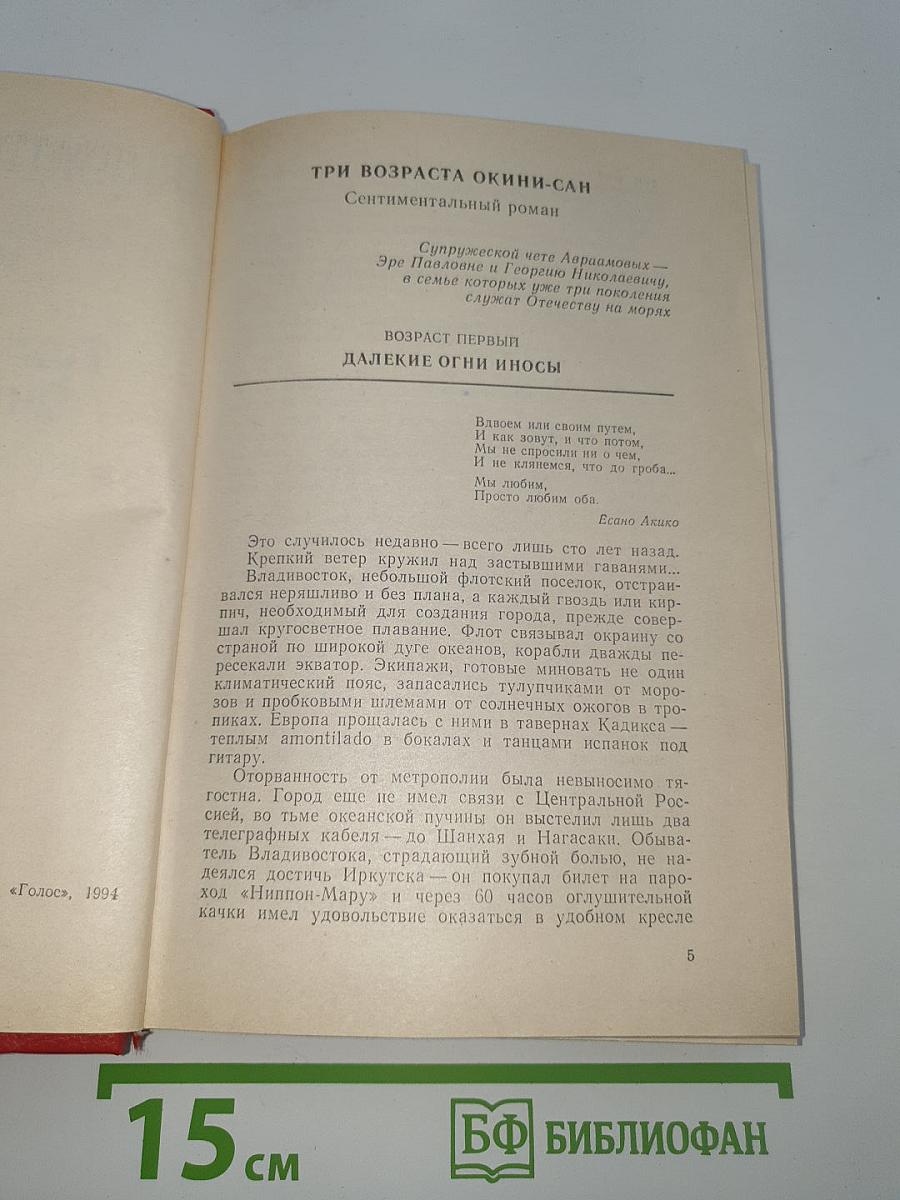 ТРИ ВОЗРАСТА ОКИНИ-САН
Сентиментальный роман
Супружеской чете Авраамовых —
Эре Павловне и Георгию Николаевичу,
в семье которых уже три поколения
служат Отечеству на морях
ВОЗРАСТ ПЕРВЫЙ
ДАЛЕКИЕ ОГНИ ИНОСЫ
Вдвоем или своим путем,
И как зовут, и что потом,
Мы не спросили ни о чем,
И не клянемся, что до гроба...
Мы любим,
Просто любим оба.
Есано Акико
Это случилось недавно — всего лишь сто лет назад.
Крепкий ветер кружил над застывшими гаванями...
Владивосток, небольшой флотский поселок, отстраи-
вался неряшливо и без плана, а каждый гвоздь или кир-
пич, необходимый для создания города, прежде совер-
шал кругосветное плавание. Флот связывал окраину со
страной по широкой дуге океанов, корабли дважды пе-
ресекали экватор. Экипажи, готовые миновать не один
климатический пояс, запасались тулупчиками от моро-
зов и пробковыми шлемами от солнечных ожогов в тро-
пиках. Европа прощалась с ними в тавернах Кадикса —
теплым amontilado в бокалах и танцами испанок под
гитару.
Оторванность от метрополии была невыносимо тя-
гостна. Город еще не имел связи с Центральной Рос-
сией, во тьме океанской пучины он выстелил лишь два
телеграфных кабеля — до Шанхая и Нагасаки. Обыва-
тель Владивостока, страдающий зубной болью, не на-
деялся достичь Иркутска — он покупал билет на паро-
ход «Ниппон-Мару» и через 60 часов оглушительной
качки имел удовольствие оказаться в удобном кресле
5
«Голос», 1994
15 см
БФ БИБЛИОФАН